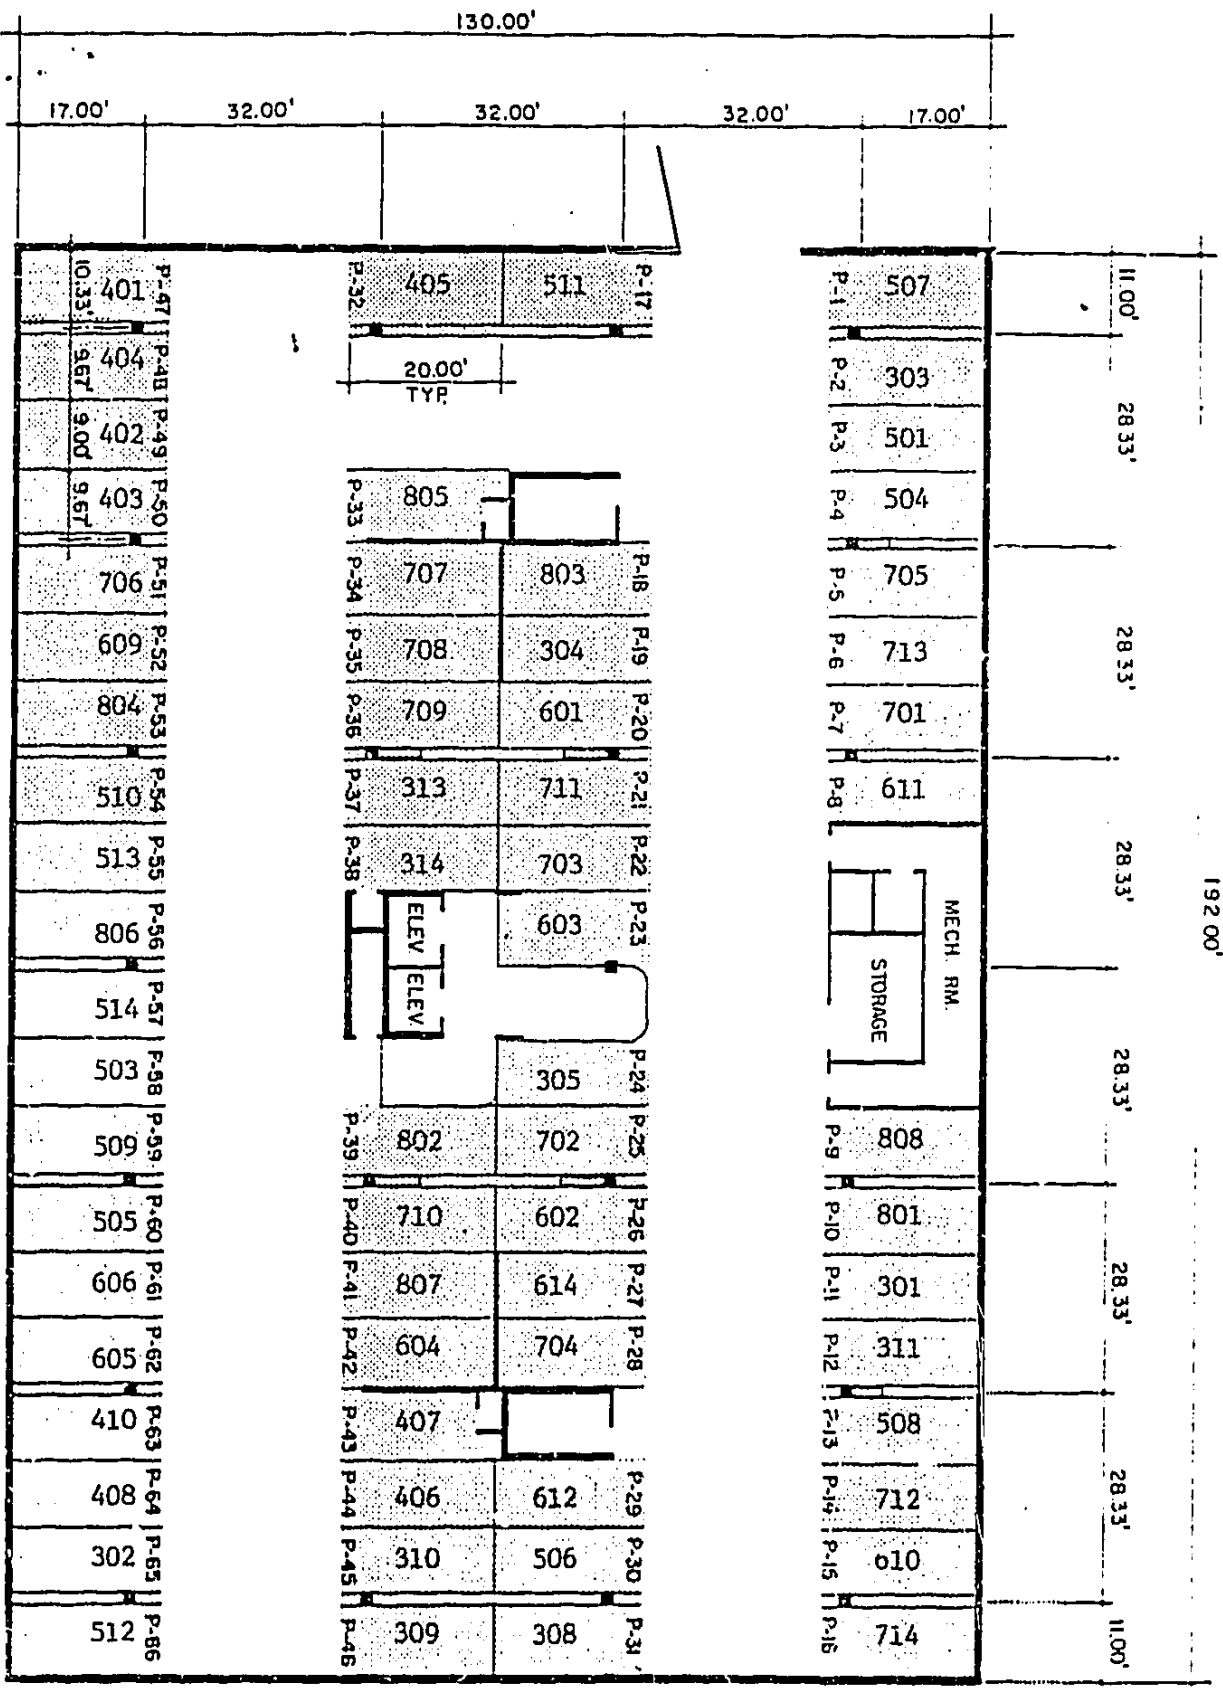 130.00'
17.00' 32.00' 32.00' 32.00' 17.00'
401 P-47 P-32 405 511 P-17 P-1 507 11.00'
10.33'
404 P-48 P-2 303
9.67'
20.00'
TYP.
402 P-49 P-3 501 28.33'
9.00'
403 P-50 P-33 805 P-4 504
9.67'
706 P-51 P-34 707 803 P-18 P-5 705
609 P-52 P-35 708 304 P-19 P-6 713 28.33'
804 P-53 P-36 709 601 P-20 P-7 701
510 P-54 P-37 313 711 P-21 P-8 611
513 P-55 P-38 314 703 P-22 28.33'
806 P-56 ELEV. 603 P-23 MECH. RM. 192.00'
514 P-57 ELEV. STORAGE
503 P-58 305 P-24 28.33'
509 P-59 P-39 802 702 P-25 P-9 808
505 P-60 P-40 710 602 P-26 P-10 801
606 P-61 P-41 807 614 P-27 P-11 301 28.33'
605 P-62 P-42 604 704 P-28 P-12 311
410 P-63 P-43 407 P-13 508
408 P-64 P-44 406 612 P-29 P-14 712 28.33'
302 P-65 P-45 310 506 P-30 P-15 610
512 P-66 P-46 309 308 P-31 P-16 714 11.00'